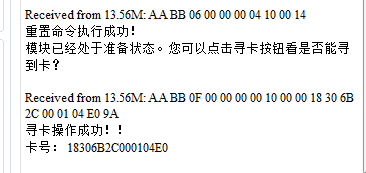 Received from 13.56M: AA BB 06 00 00 00 04 10 00 14
重置命令执行成功!
模块已经处于准备状态。您可以点击寻卡按钮看是否能寻
到卡?
Received from 13.56M: AA BB 0F 00 00 00 00 10 00 00 18 30 6B
2C 00 01 04 E0 9A
寻卡操作成功!!
卡号: 18306B2C000104E0